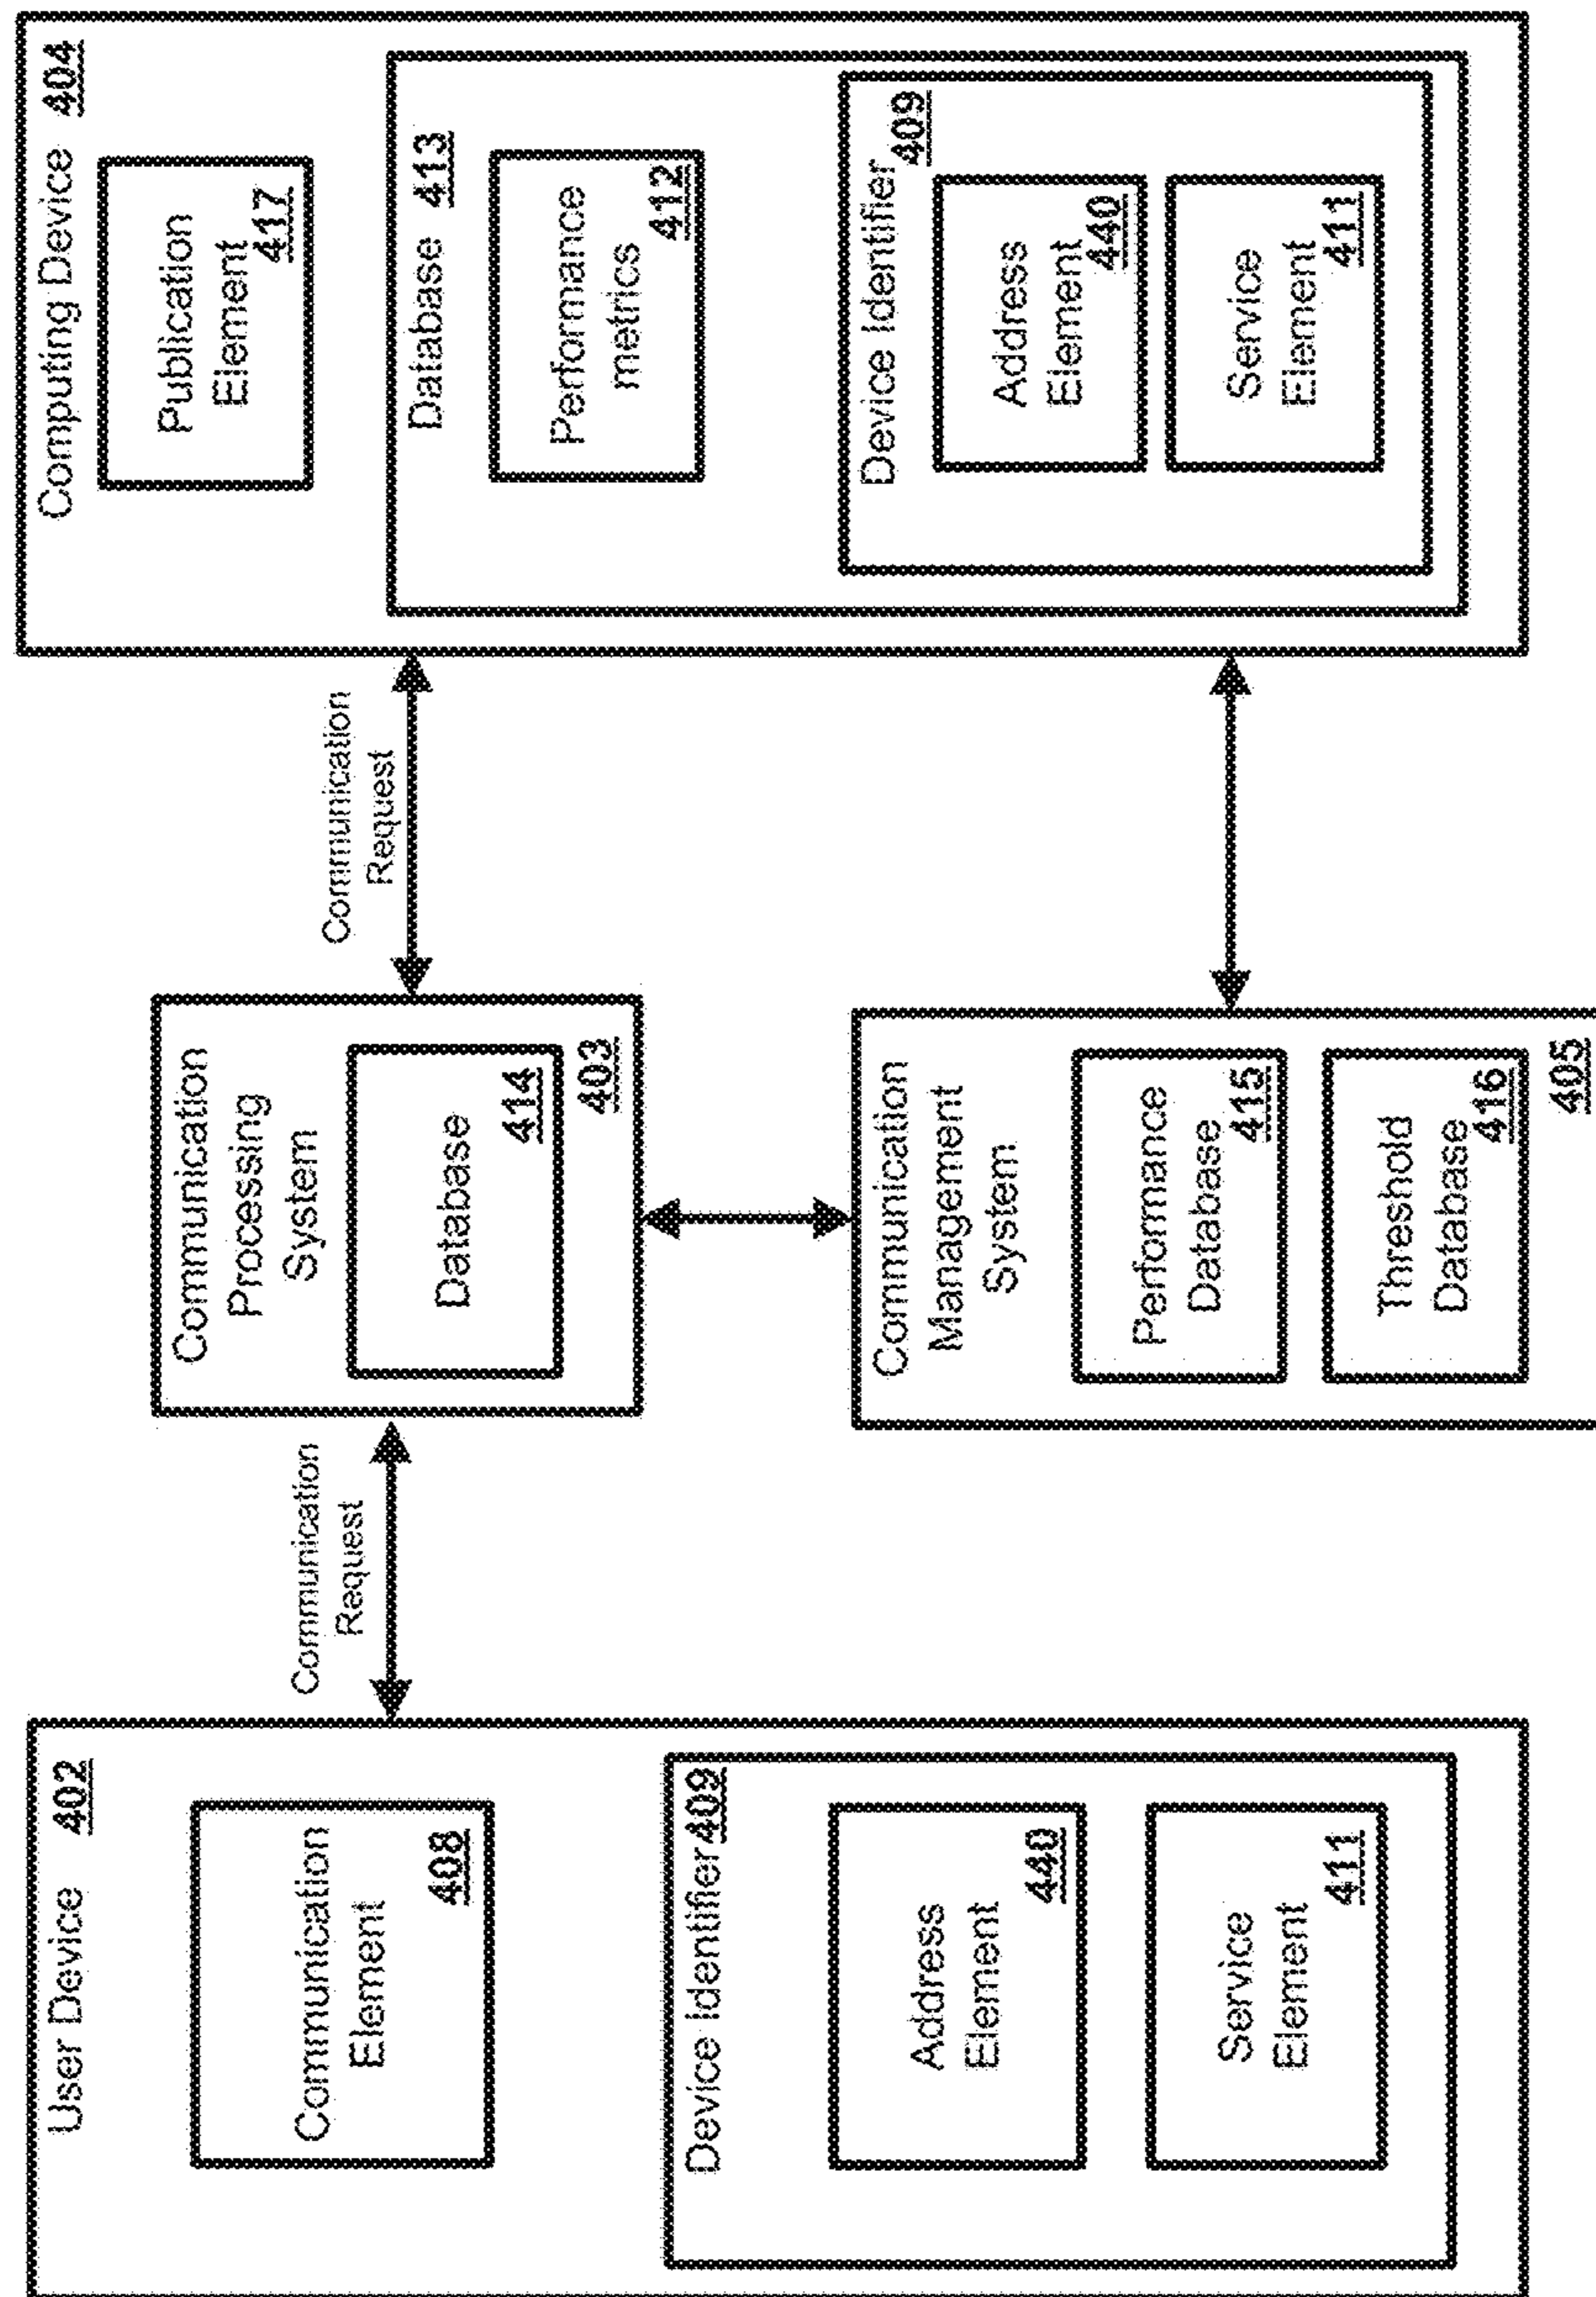 User Device 402
Communication
Element
408
Device Identifier 409
Address
Element
440
Service
Element
411
Communication
Request
Communication
Processing
System
Database
414
403
Communication
Management
System
Performance
Database
415
Threshold
Database
416
405
Communication
Request
Computing Device 404
Publication
Element
417
Database 413
Performance
metrics
412
Device Identifier 409
Address
Element
440
Service
Element
411